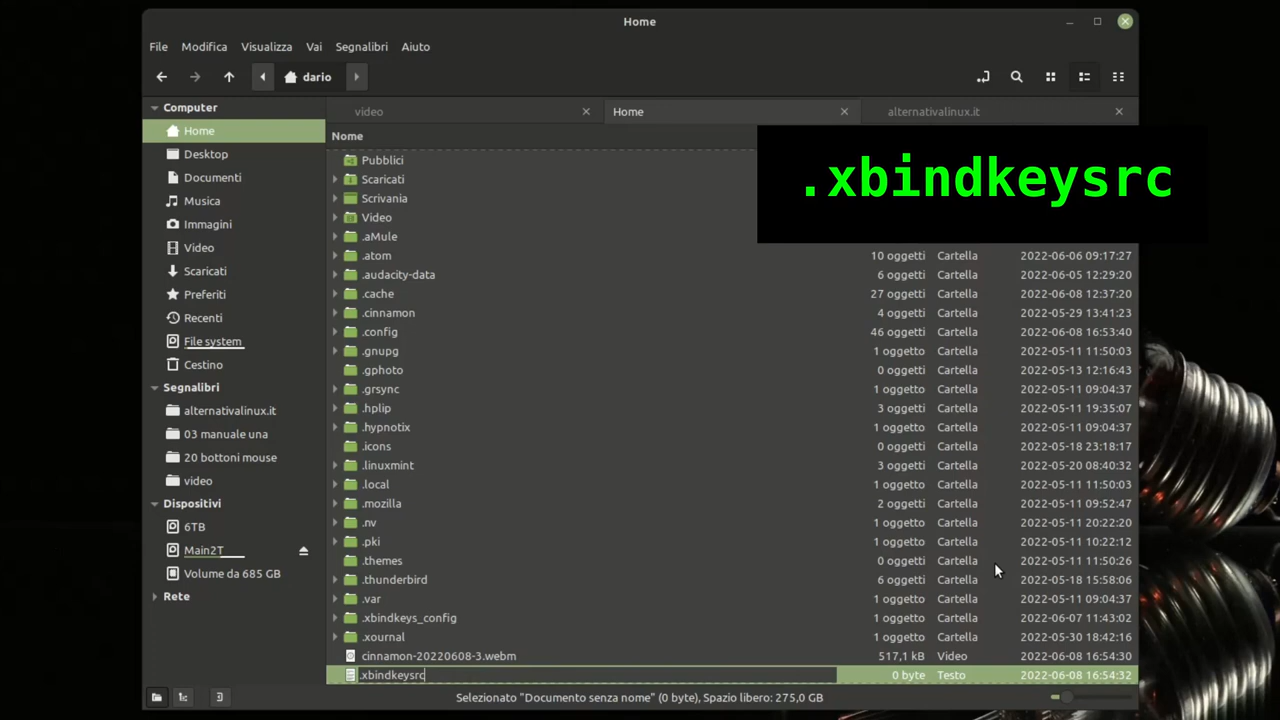 Home
File Modifica Visualizza Vai Segnalibri Aiuto
dario
Computer
Home
Desktop
Documenti
Musica
Immagini
Video
Scaricati
Preferiti
Recenti
File system
Cestino
Segnalibri
alternativalinux.it
03 manuale una
20 bottoni mouse
video
Dispositivi
6TB
Main2T
Volume da 685 GB
Rete
video Home alternativalinux.it
Nome
.xbindkeysrc
Pubblici
Scaricati
Scrivania
Video
.aMule
.atom 10 oggetti Cartella 2022-06-06 09:17:27
.audacity-data 6 oggetti Cartella 2022-06-05 12:29:20
.cache 27 oggetti Cartella 2022-06-08 12:37:20
.cinnamon 4 oggetti Cartella 2022-05-29 13:41:23
.config 46 oggetti Cartella 2022-06-08 16:53:40
.gnupg 1 oggetto Cartella 2022-05-11 11:50:03
.gphoto 0 oggetti Cartella 2022-05-13 12:16:43
.grsync 1 oggetto Cartella 2022-05-11 09:04:37
.hplip 3 oggetti Cartella 2022-05-11 19:35:07
.hypnotix 1 oggetto Cartella 2022-05-11 09:04:37
.icons 0 oggetti Cartella 2022-05-18 23:18:17
.linuxmint 3 oggetti Cartella 2022-05-20 08:40:32
.local 1 oggetto Cartella 2022-05-11 11:50:03
.mozilla 2 oggetti Cartella 2022-05-11 09:52:47
.nv 1 oggetto Cartella 2022-05-11 20:22:20
.pki 1 oggetto Cartella 2022-05-11 10:22:12
.themes 0 oggetti Cartella 2022-05-11 11:50:26
.thunderbird 6 oggetti Cartella 2022-05-18 15:58:06
.var 1 oggetto Cartella 2022-05-11 09:04:37
.xbindkeys_config 1 oggetto Cartella 2022-06-07 11:43:02
.xournal 1 oggetto Cartella 2022-05-30 18:42:16
cinnamon-20220608-3.webm 517,1 kB Video 2022-06-08 16:54:30
.xbindkeysrc 0 byte Testo 2022-06-08 16:54:32
Selezionato "Documento senza nome" (0 byte), Spazio libero: 275,0 GB